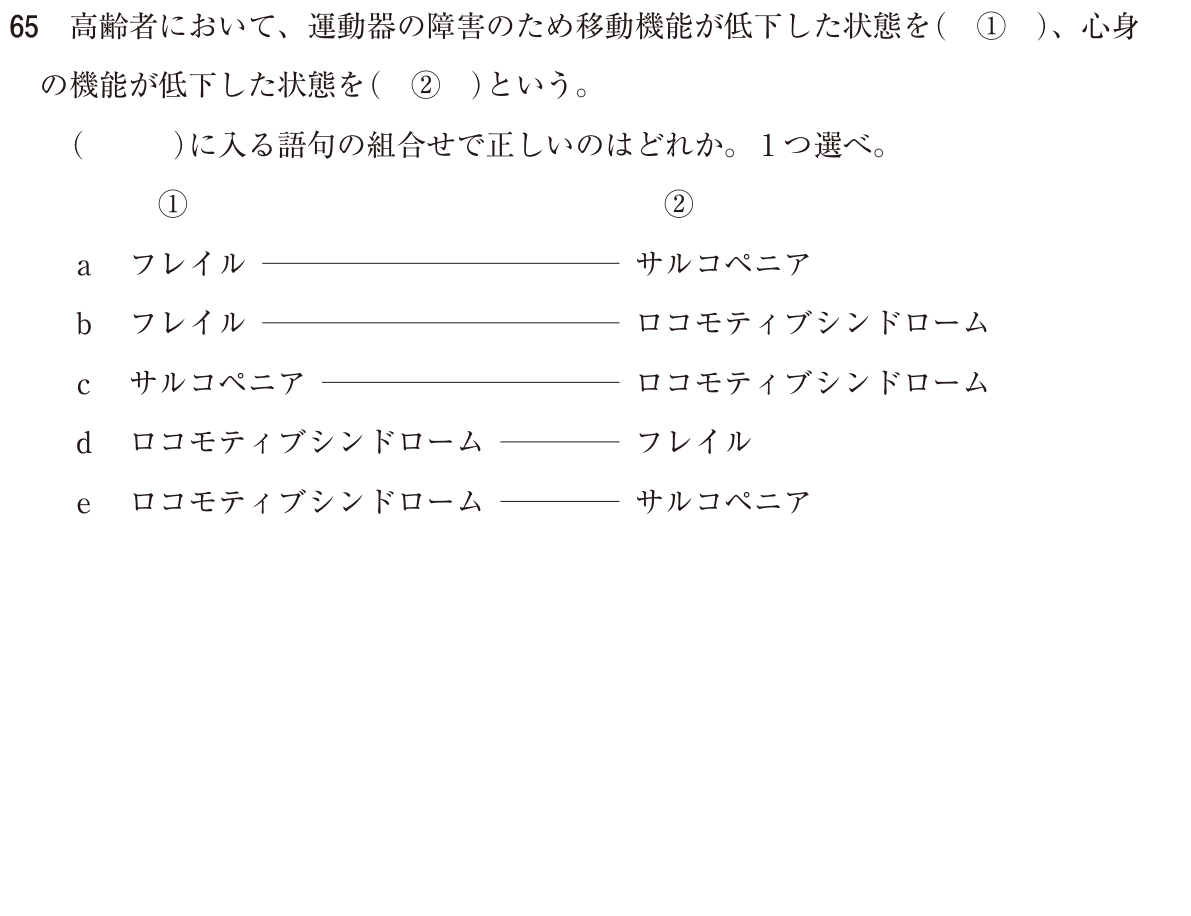 65 高齢者において、運動器の障害のため移動機能が低下した状態を( ① )、心身
の機能が低下した状態を( ② )という。
( )に入る語句の組合せで正しいのはどれか。1つ選べ。
① ②
a フレイル ―――――― サルコペニア
b フレイル ―――――― ロコモティブシンドローム
c サルコペニア ――――― ロコモティブシンドローム
d ロコモティブシンドローム ―― フレイル
e ロコモティブシンドローム ―― サルコペニア